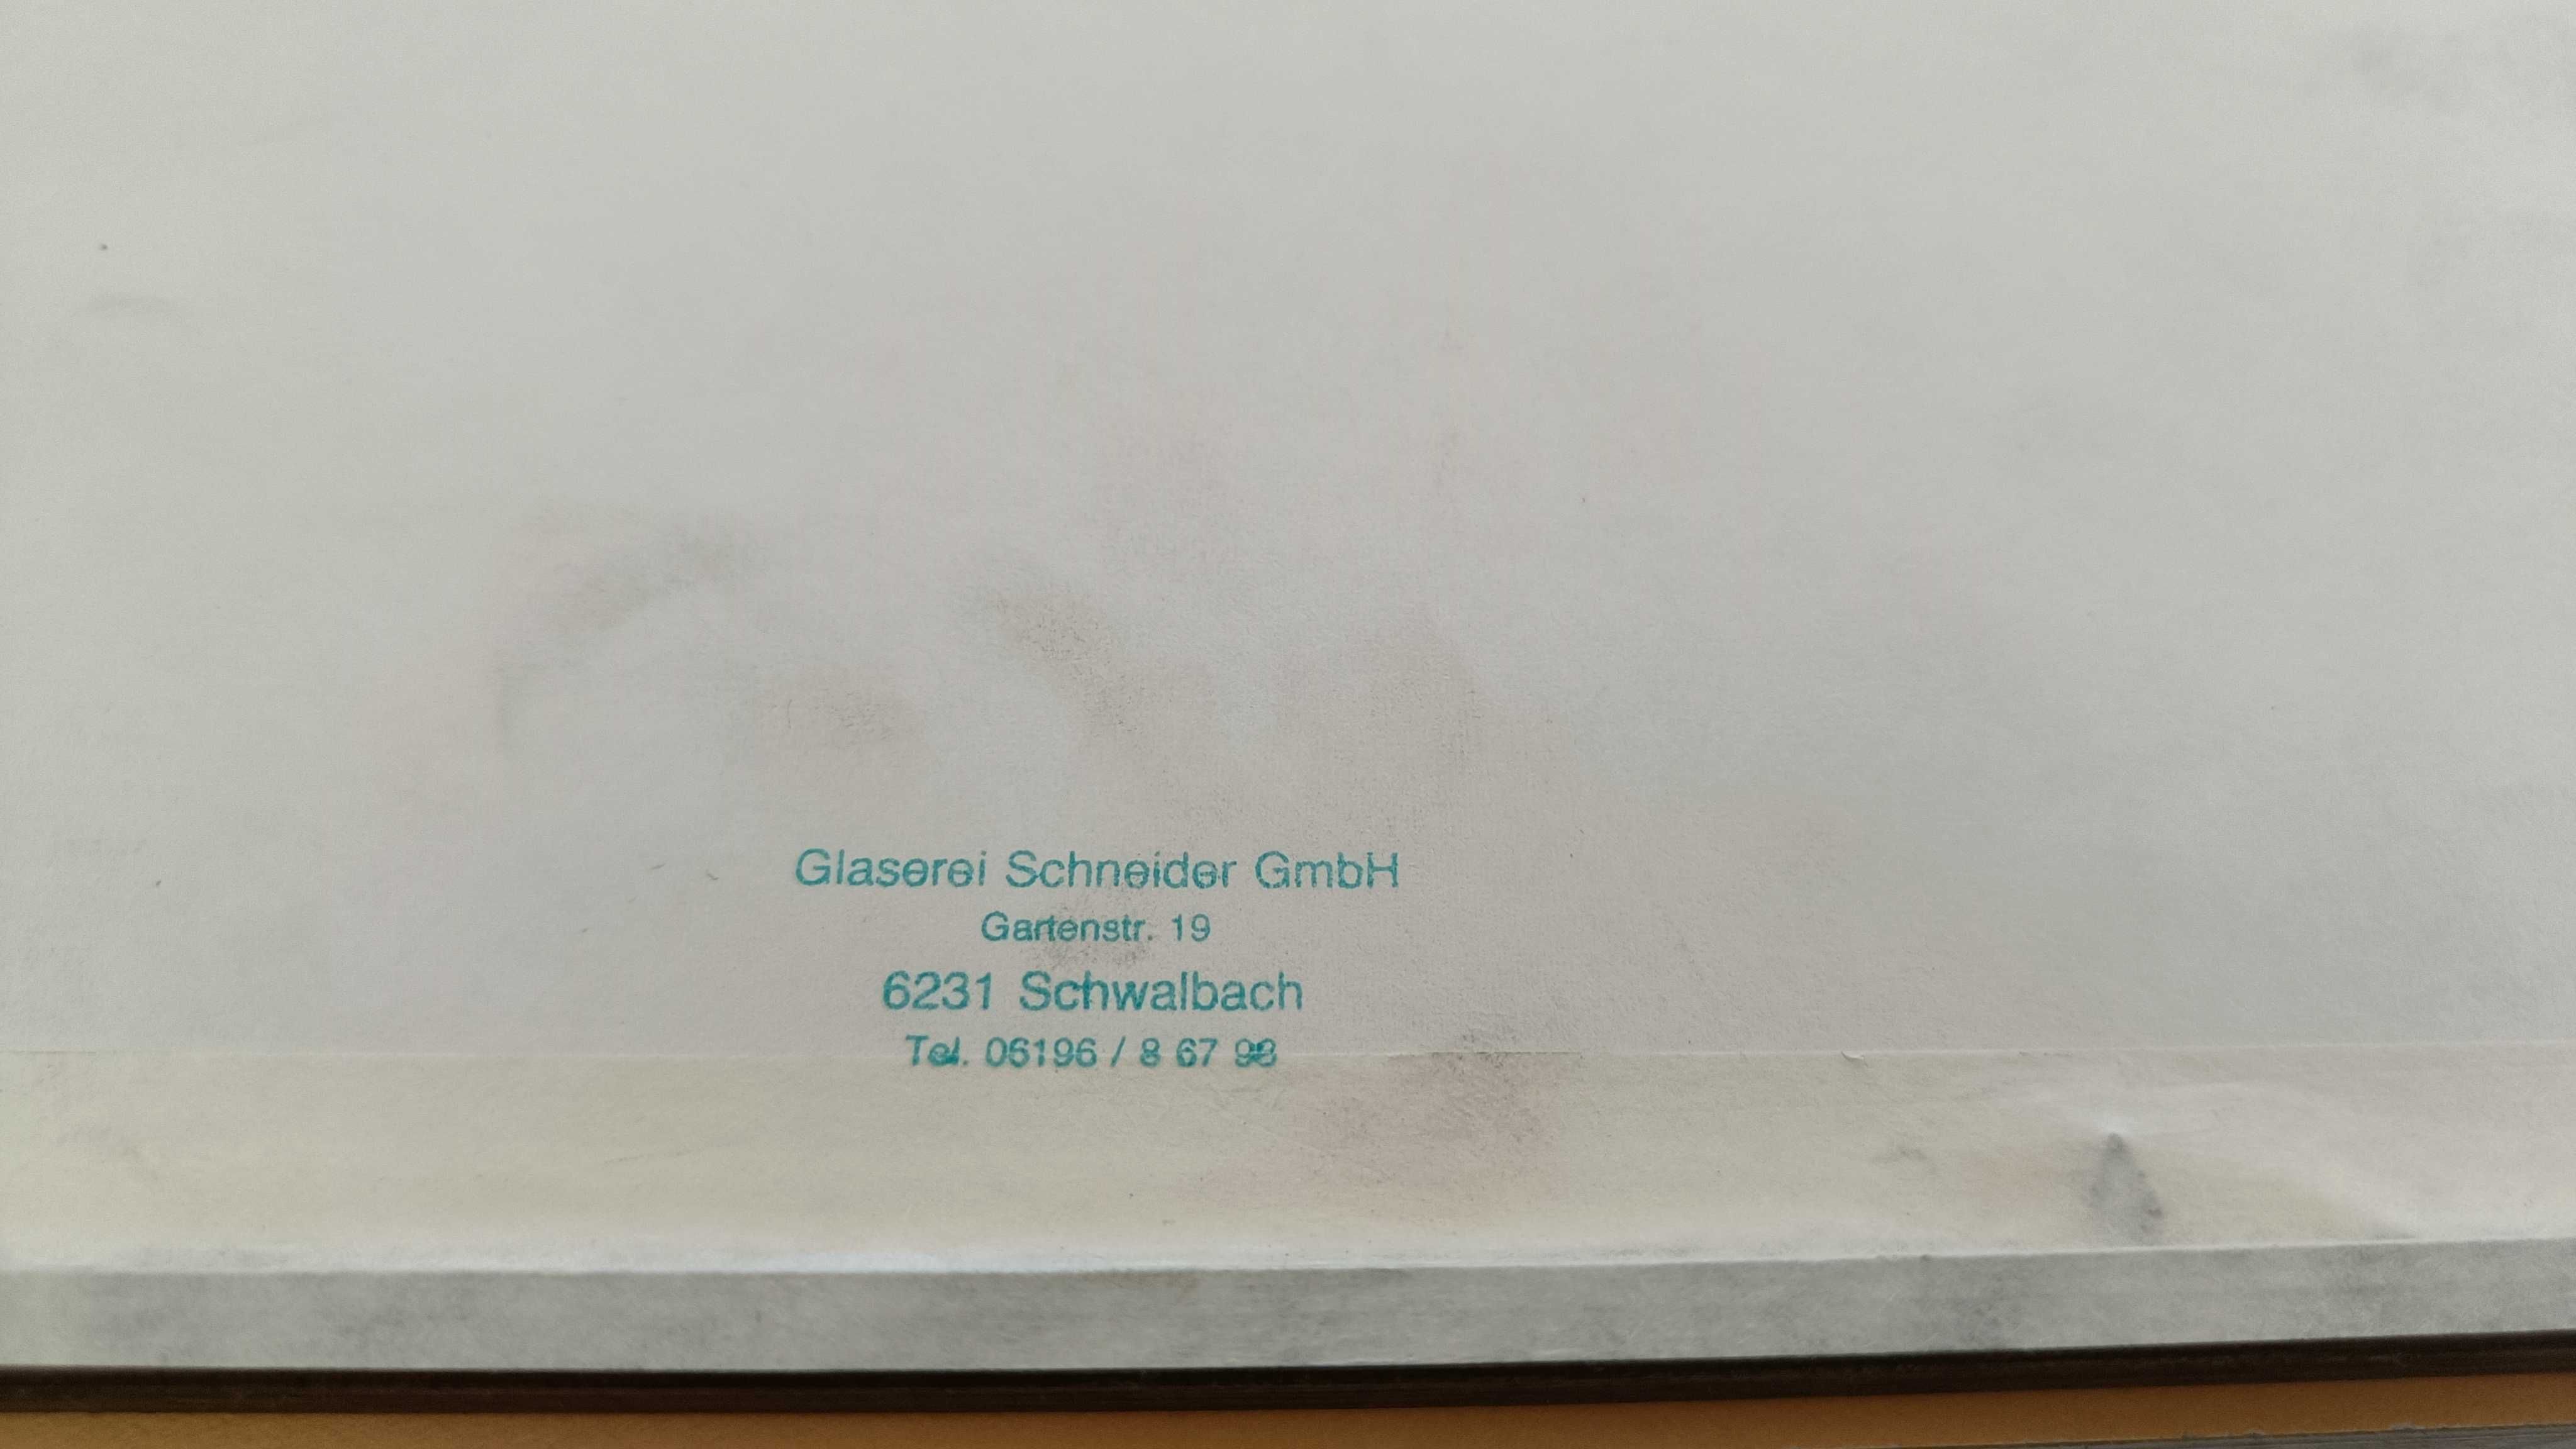 Glaserei Schneider GmbH
Gartenstr. 19
6231 Schwalbach
Tel. 06196 / 8 67 98